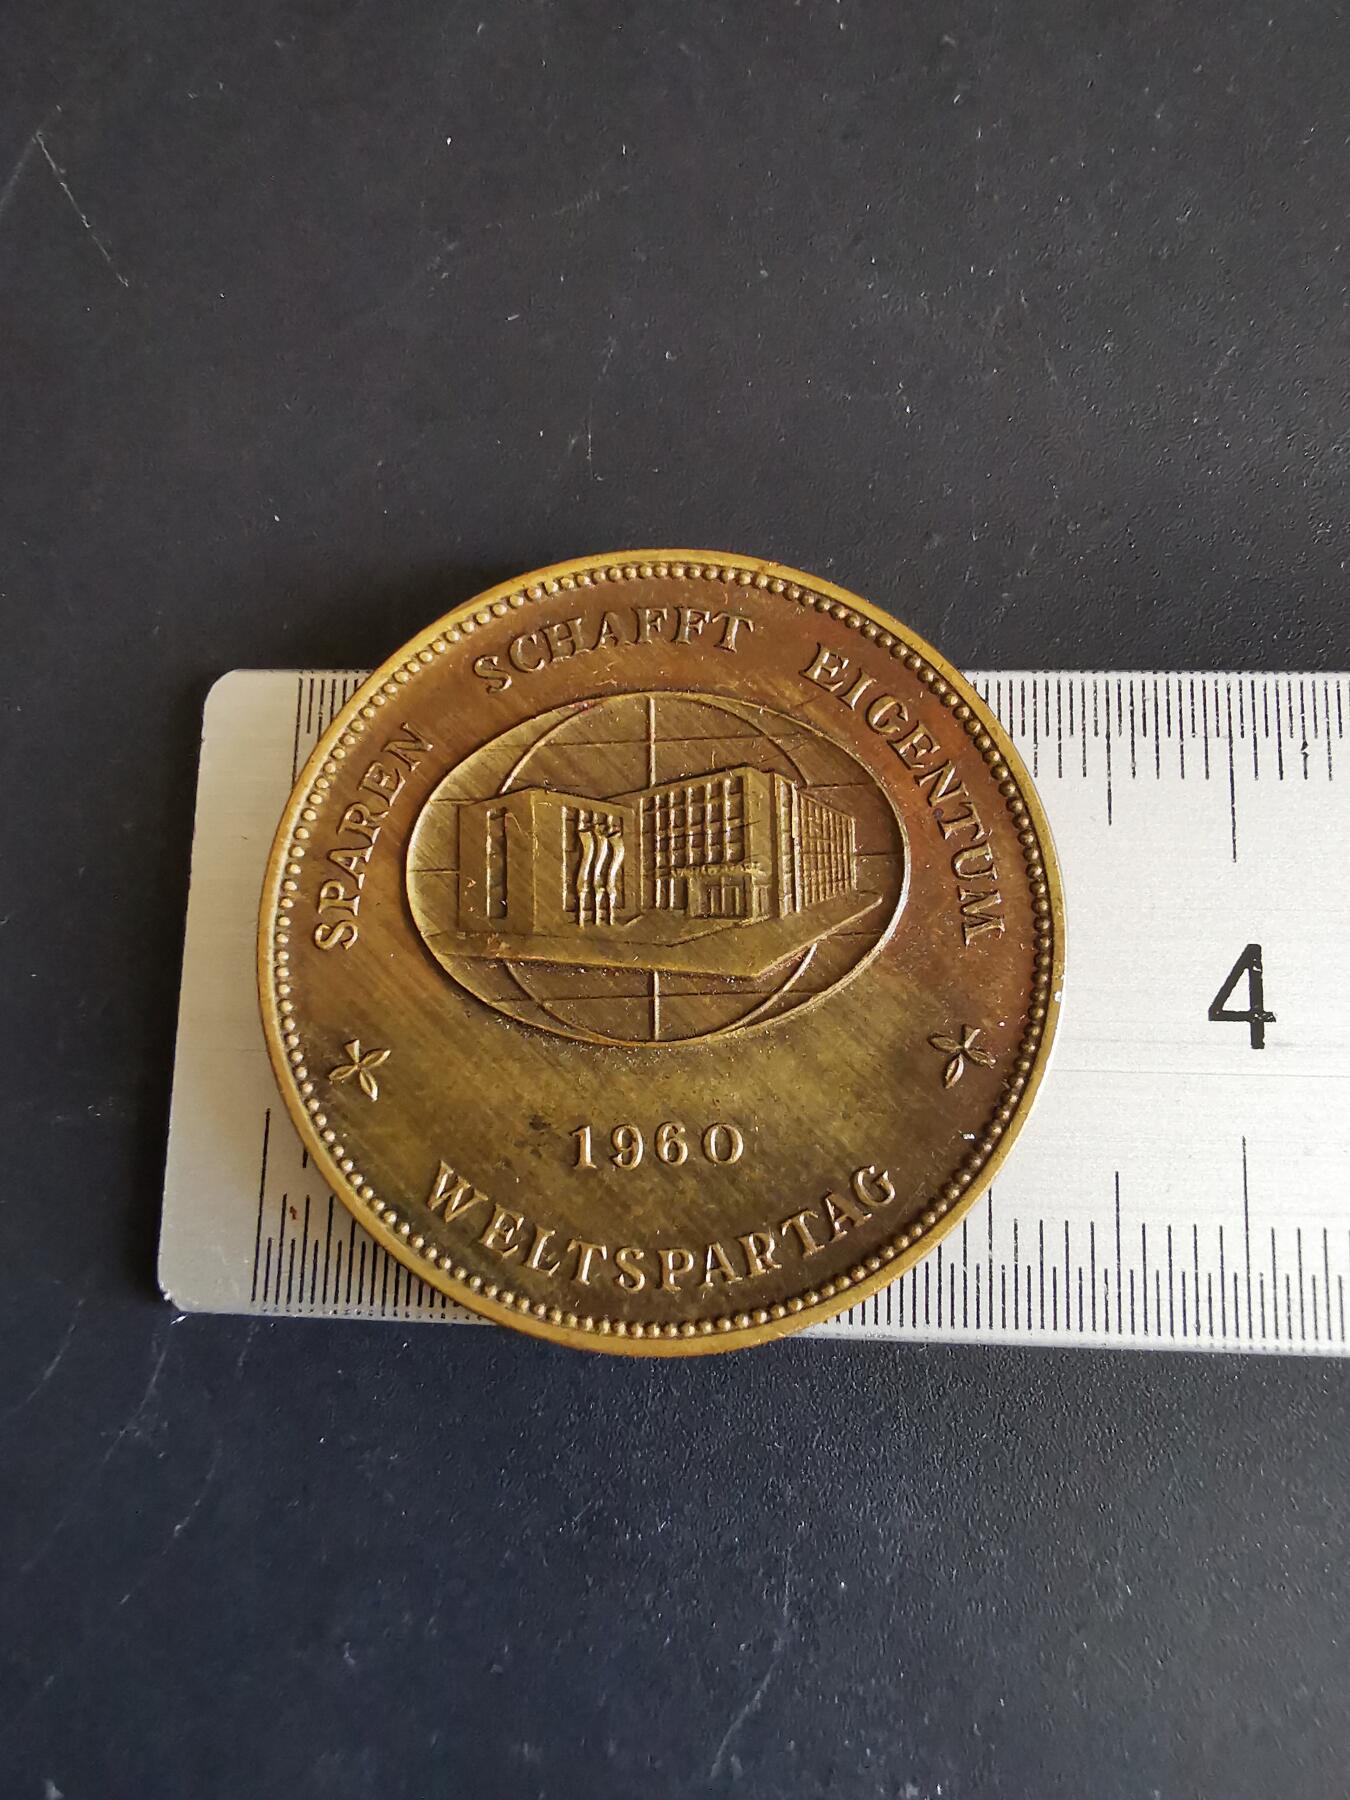 SPAREN SCHAFFT EIGENTUM
1960
WELTSPARTAG
4